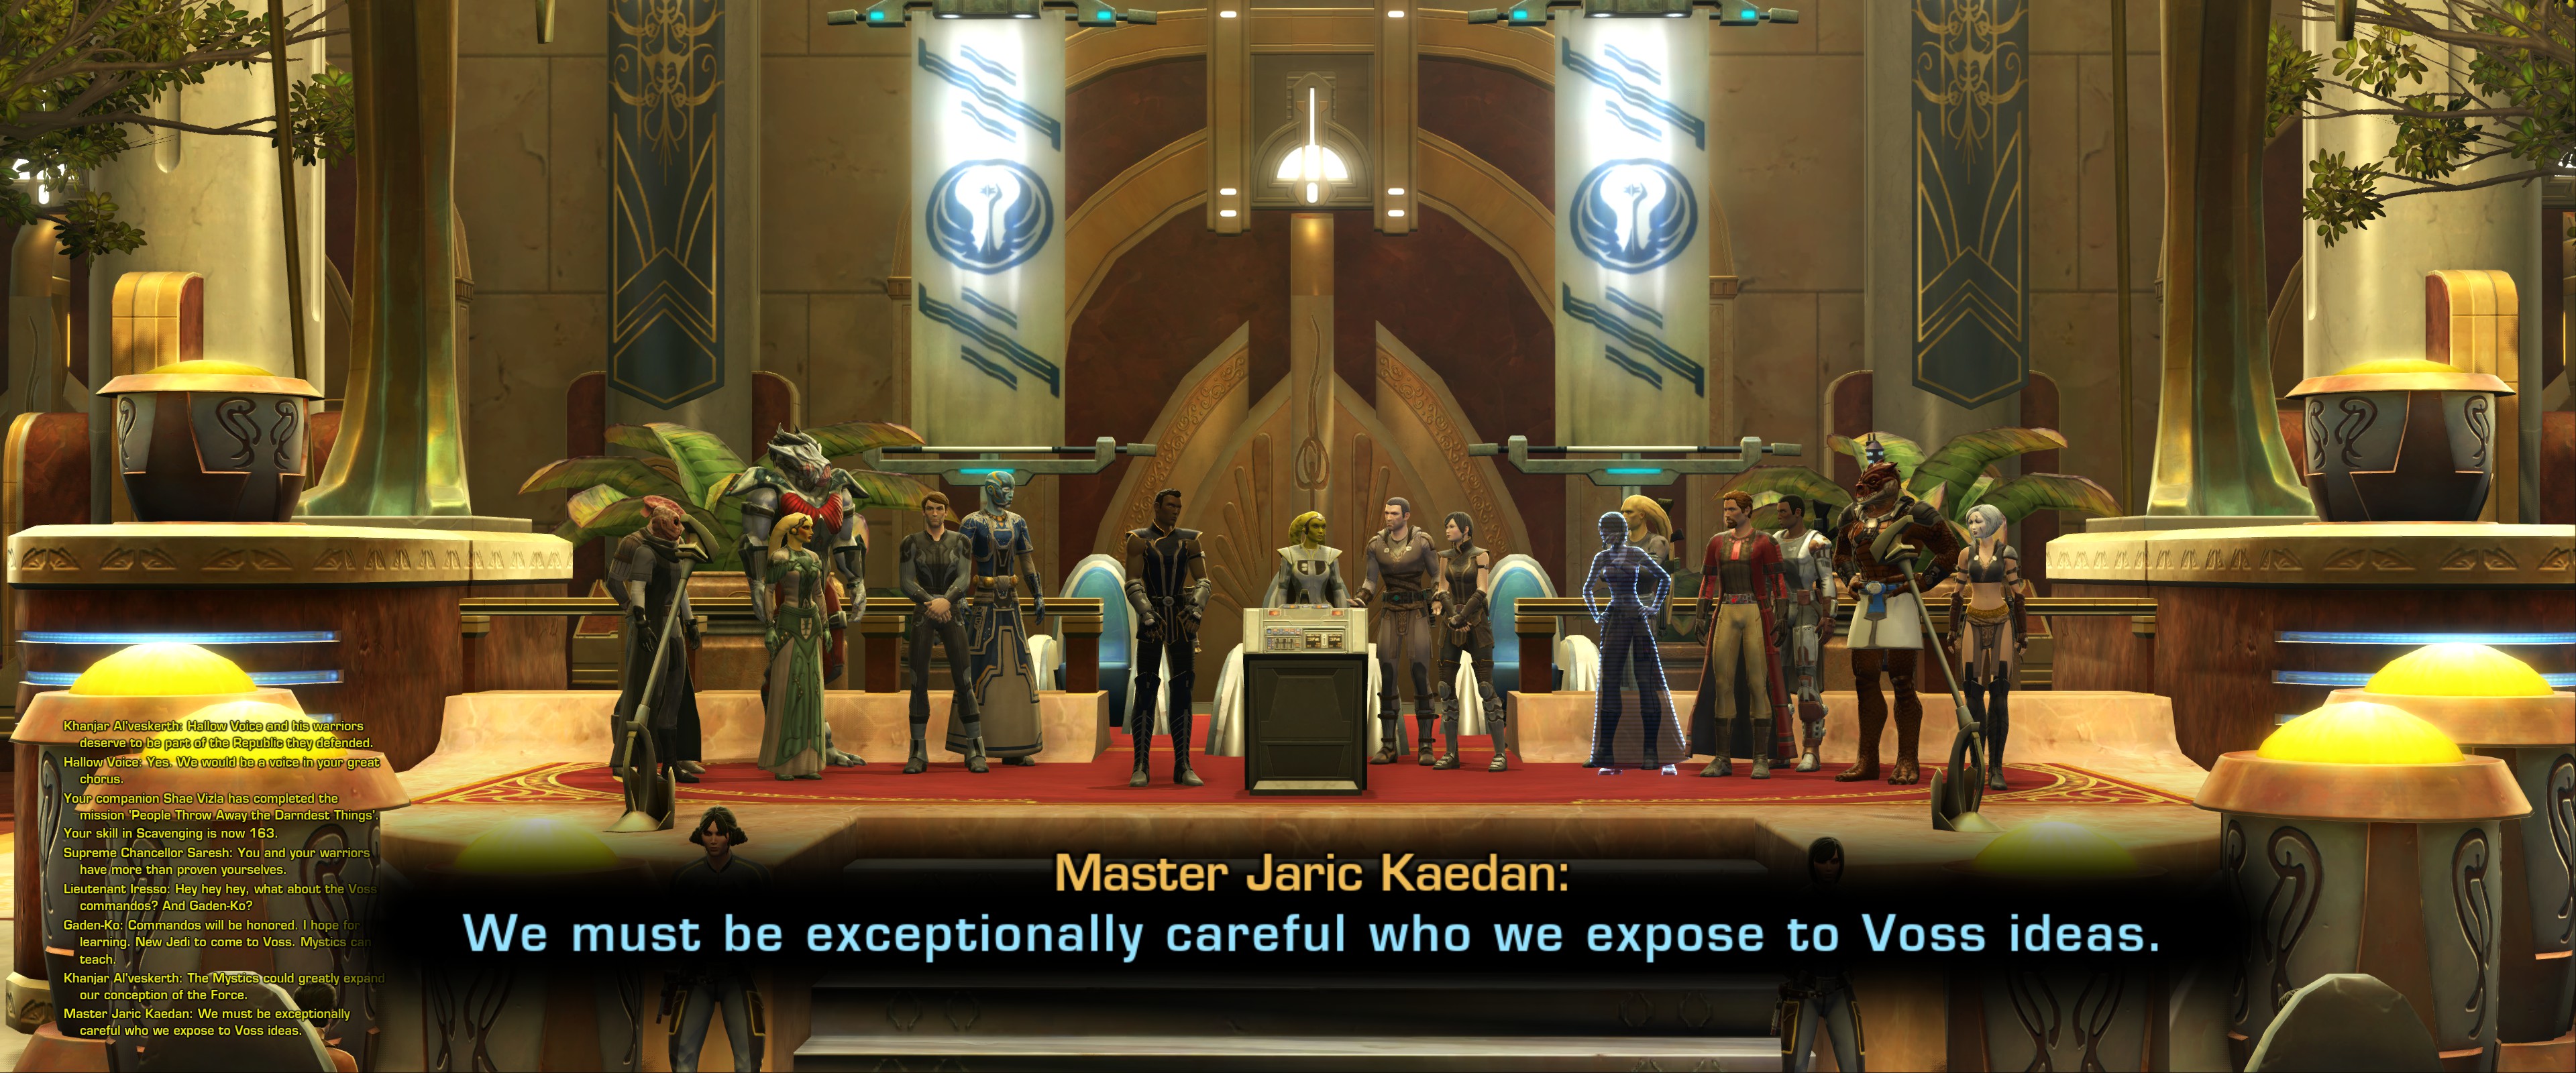 Khanjar Al'veskerth: Hallow Voice and his warriors
deserve to be part of the Republic they defended.
Hallow Voice: Yes. We would be a voice in your great
chorus.
Your companion Shae Vizla has completed the
mission 'People Throw Away the Darndest Things'.
Your skill in Scavenging is now 163.
Supreme Chancellor Saresh: You and your warriors
have more than proven yourselves.
Lieutenant Iresso: Hey hey hey, what about the Voss
commandos? And Gaden-Ko?
Gaden-Ko: Commandos will be honored. I hope for
learning. New Jedi to come to Voss. Mystics can
teach.
Khanjar Al'veskerth: The Mystics could greatly expand
our conception of the Force.
Master Jaric Kaedan: We must be exceptionally
careful who we expose to Voss ideas.
Master Jaric Kaedan:
We must be exceptionally careful who we expose to Voss ideas.